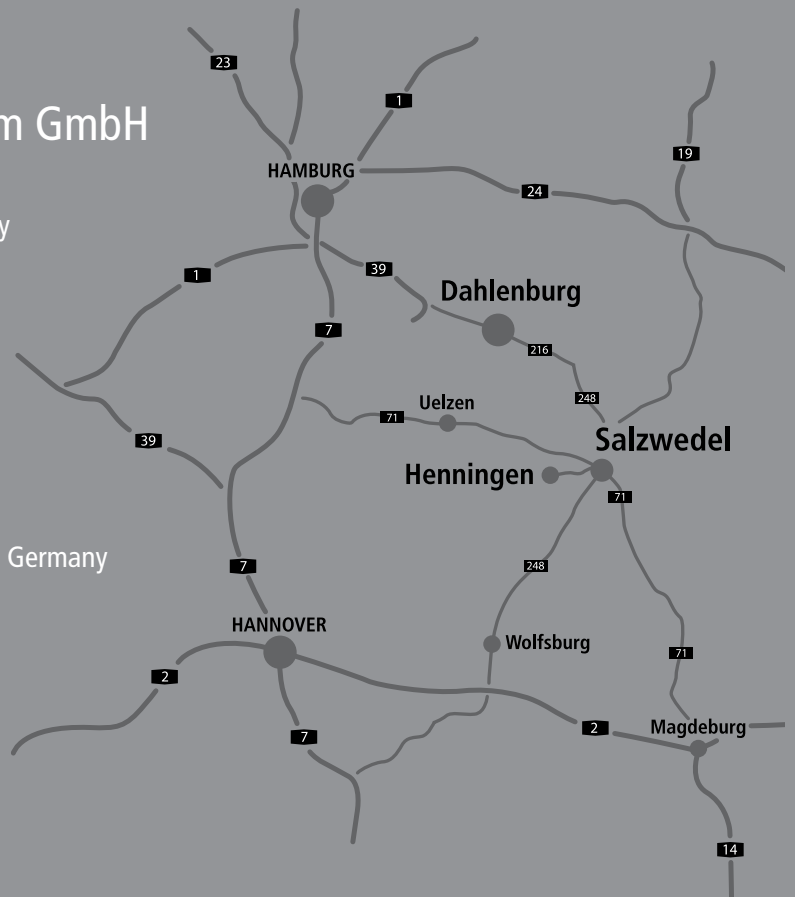 23
1
m GmbH
19
HAMBURG
24
y
1
39
Dahlenburg
7
216
248
Uelzen
71
39
Salzwedel
Henningen
71
Germany
7
248
HANNOVER
Wolfsburg
71
2
2
Magdeburg
7
14